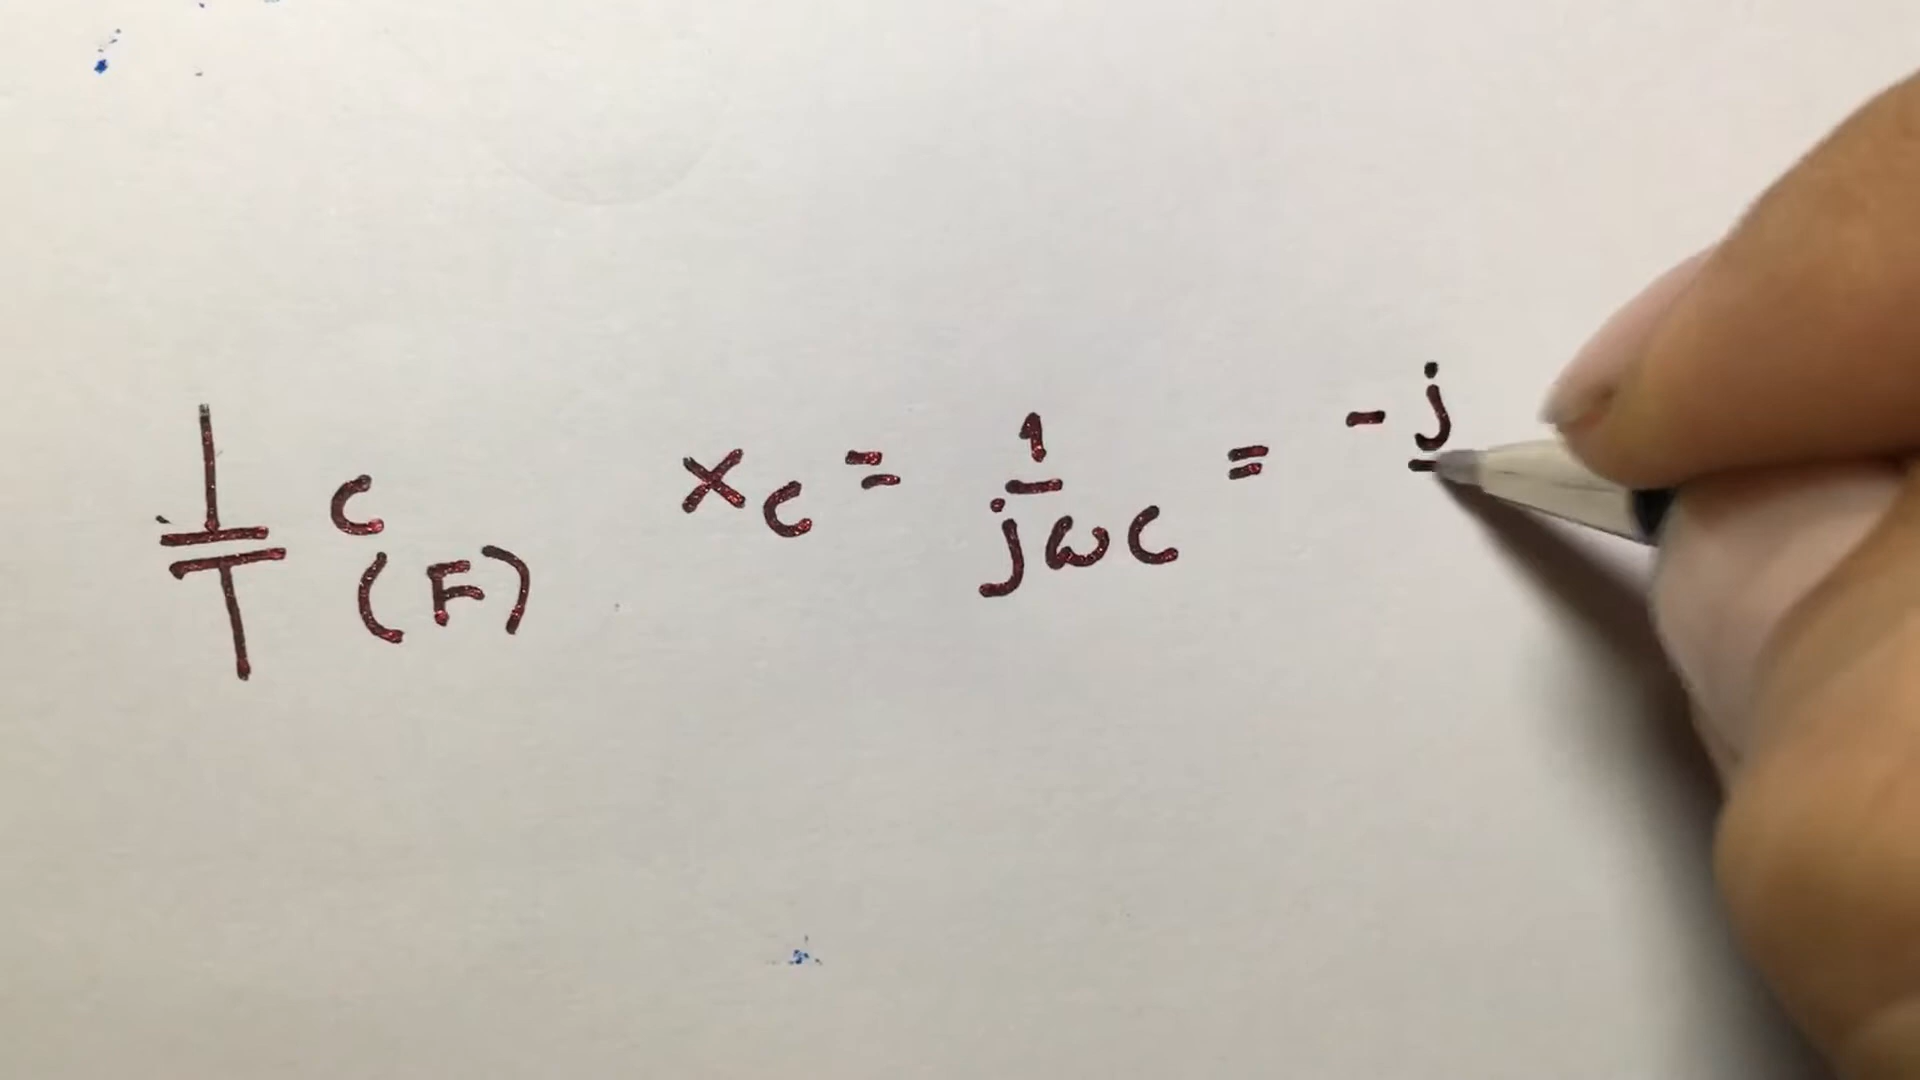 C
(F)
Xc = 1/jωC = -j